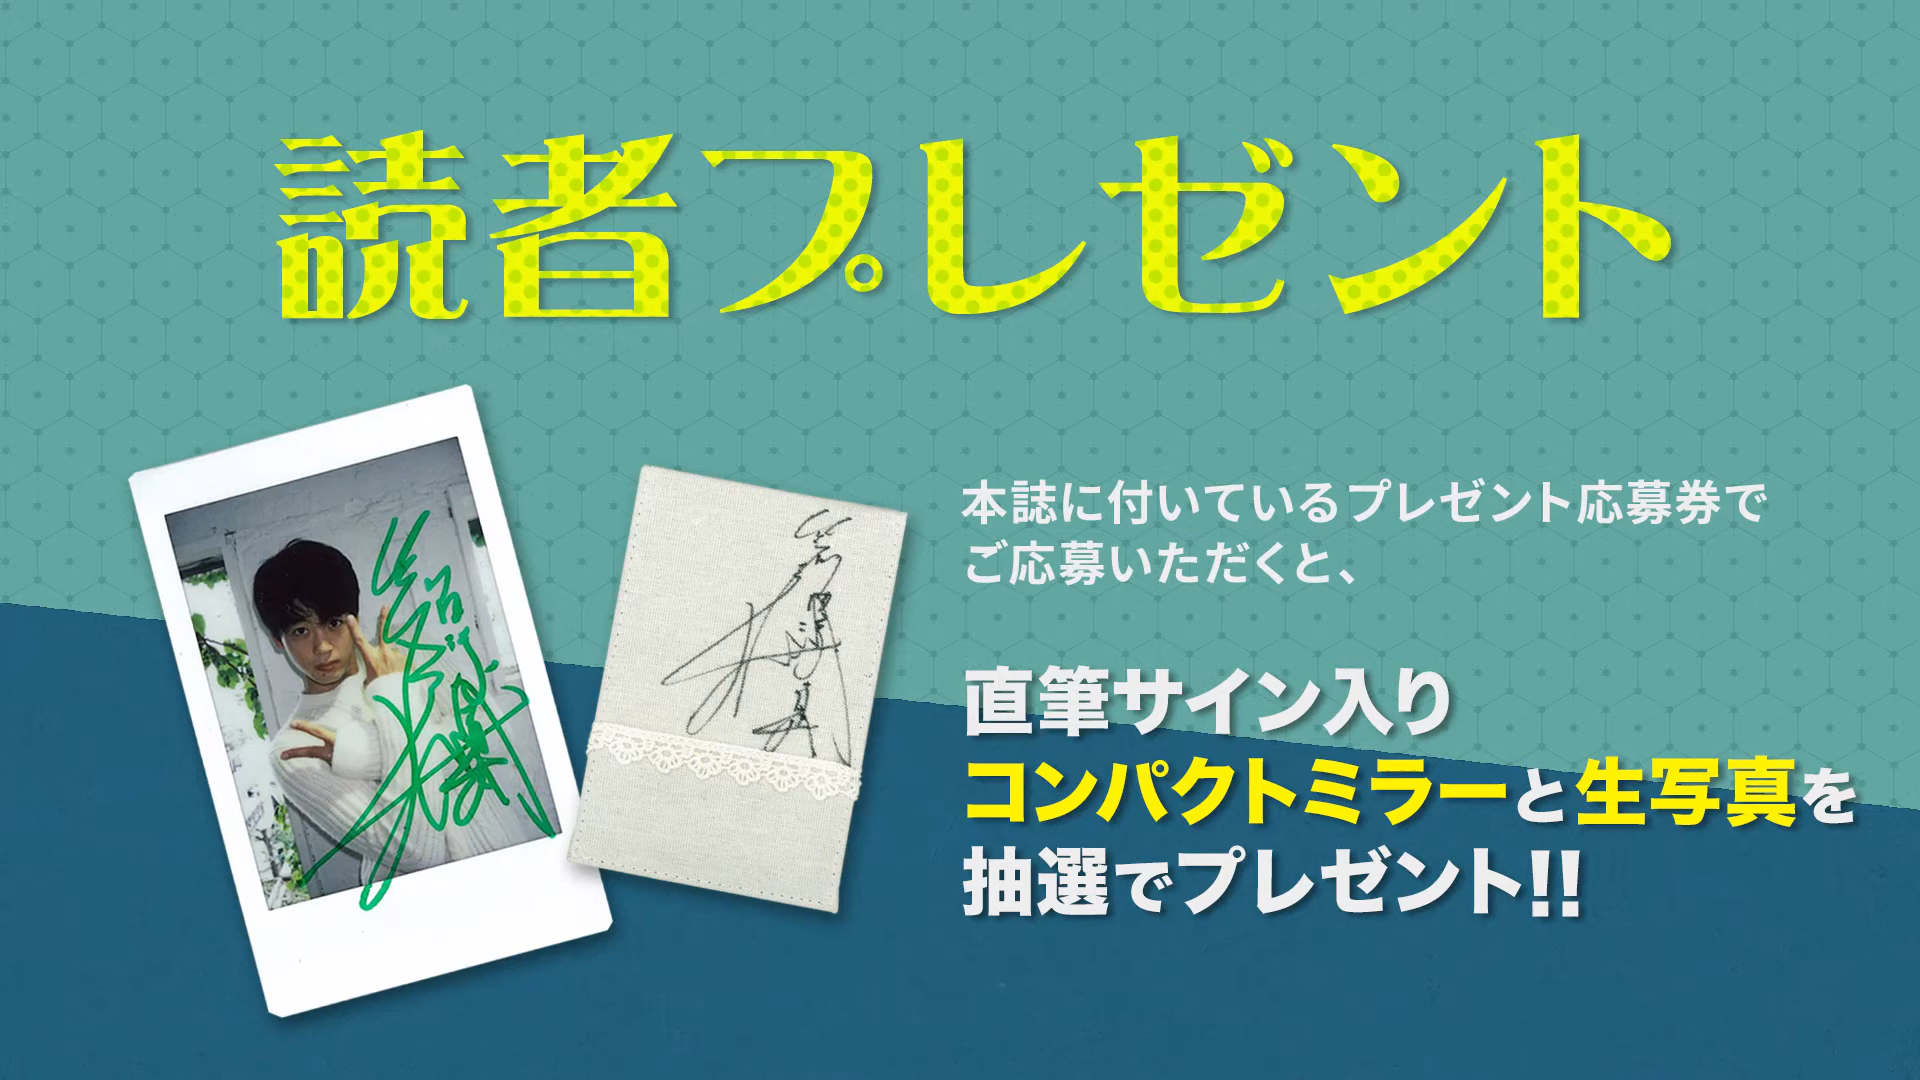 読者プレゼント
本誌に付いているプレゼント応募券で
ご応募いただくと、
直筆サイン入り
コンパクトミラーと生写真を
抽選でプレゼント!!